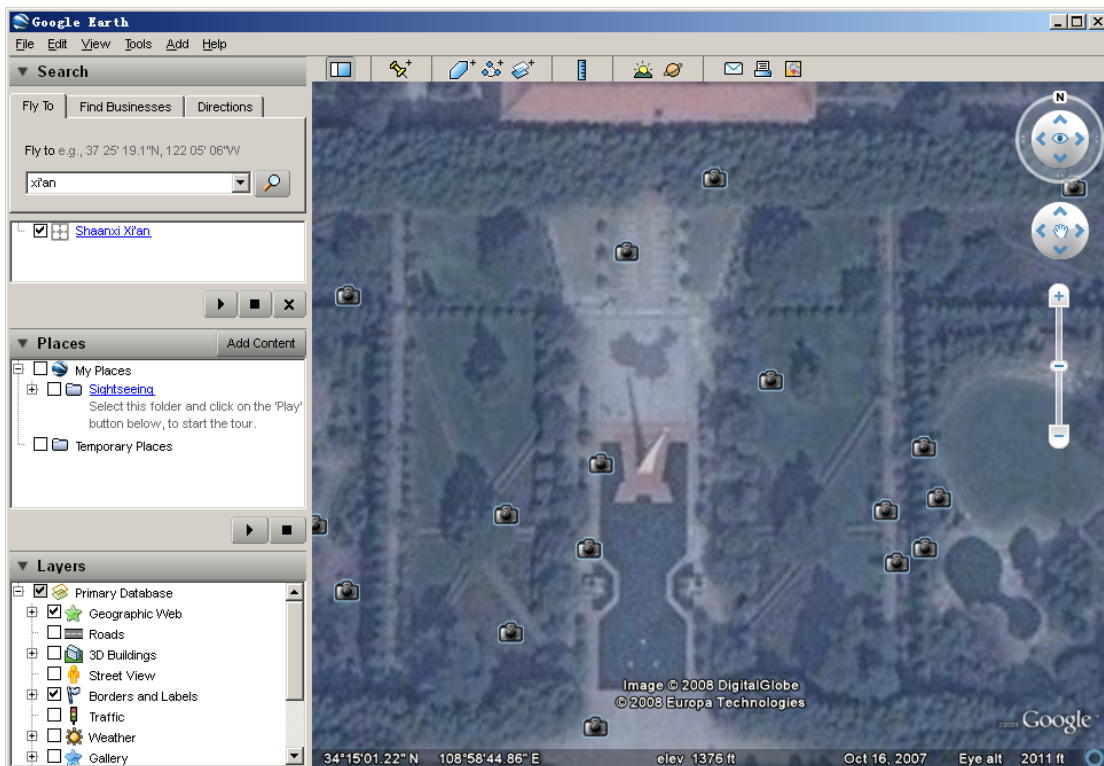 Google Earth
File Edit View Tools Add Help
Search
Fly To Find Businesses Directions
Fly to e.g., 37 25' 19.1"N, 122 05' 06"W
xi'an
Shaanxi Xi'an
Places Add Content
My Places
Sightseeing
Select this folder and click on the 'Play'
button below, to start the tour.
Temporary Places
Layers
Primary Database
Geographic Web
Roads
3D Buildings
Street View
Borders and Labels
Traffic
Weather
Gallery
N
Image © 2008 DigitalGlobe
© 2008 Europa Technologies
©2008 Google
34°15'01.22" N 108°58'44.86" E elev 1376 ft Oct 16, 2007 Eye alt 2011 ft